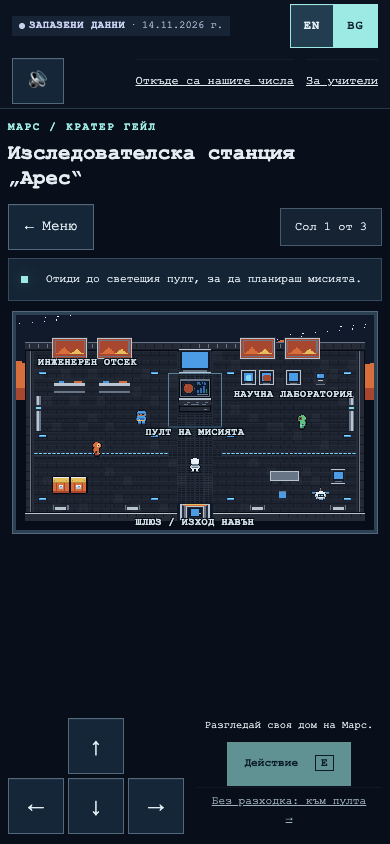 ЗАПАЗЕНИ ДАННИ · 14.11.2026 г.
EN BG
Откъде са нашите числа За учители
МАРС / КРАТЕР ГЕЙЛ
Изследователска станция
„Арес“
← Меню
Сол 1 от 3
Отиди до светещия пулт, за да планираш мисията.
ИНЖЕНЕРЕН ОТСЕК
НАУЧНА ЛАБОРАТОРИЯ
ПУЛТ НА МИСИЯТА
ШЛЮЗ / ИЗХОД НАВЪН
Разгледай своя дом на Марс.
↑
Действие E
← ↓ →
Без разходка: към пулта
→